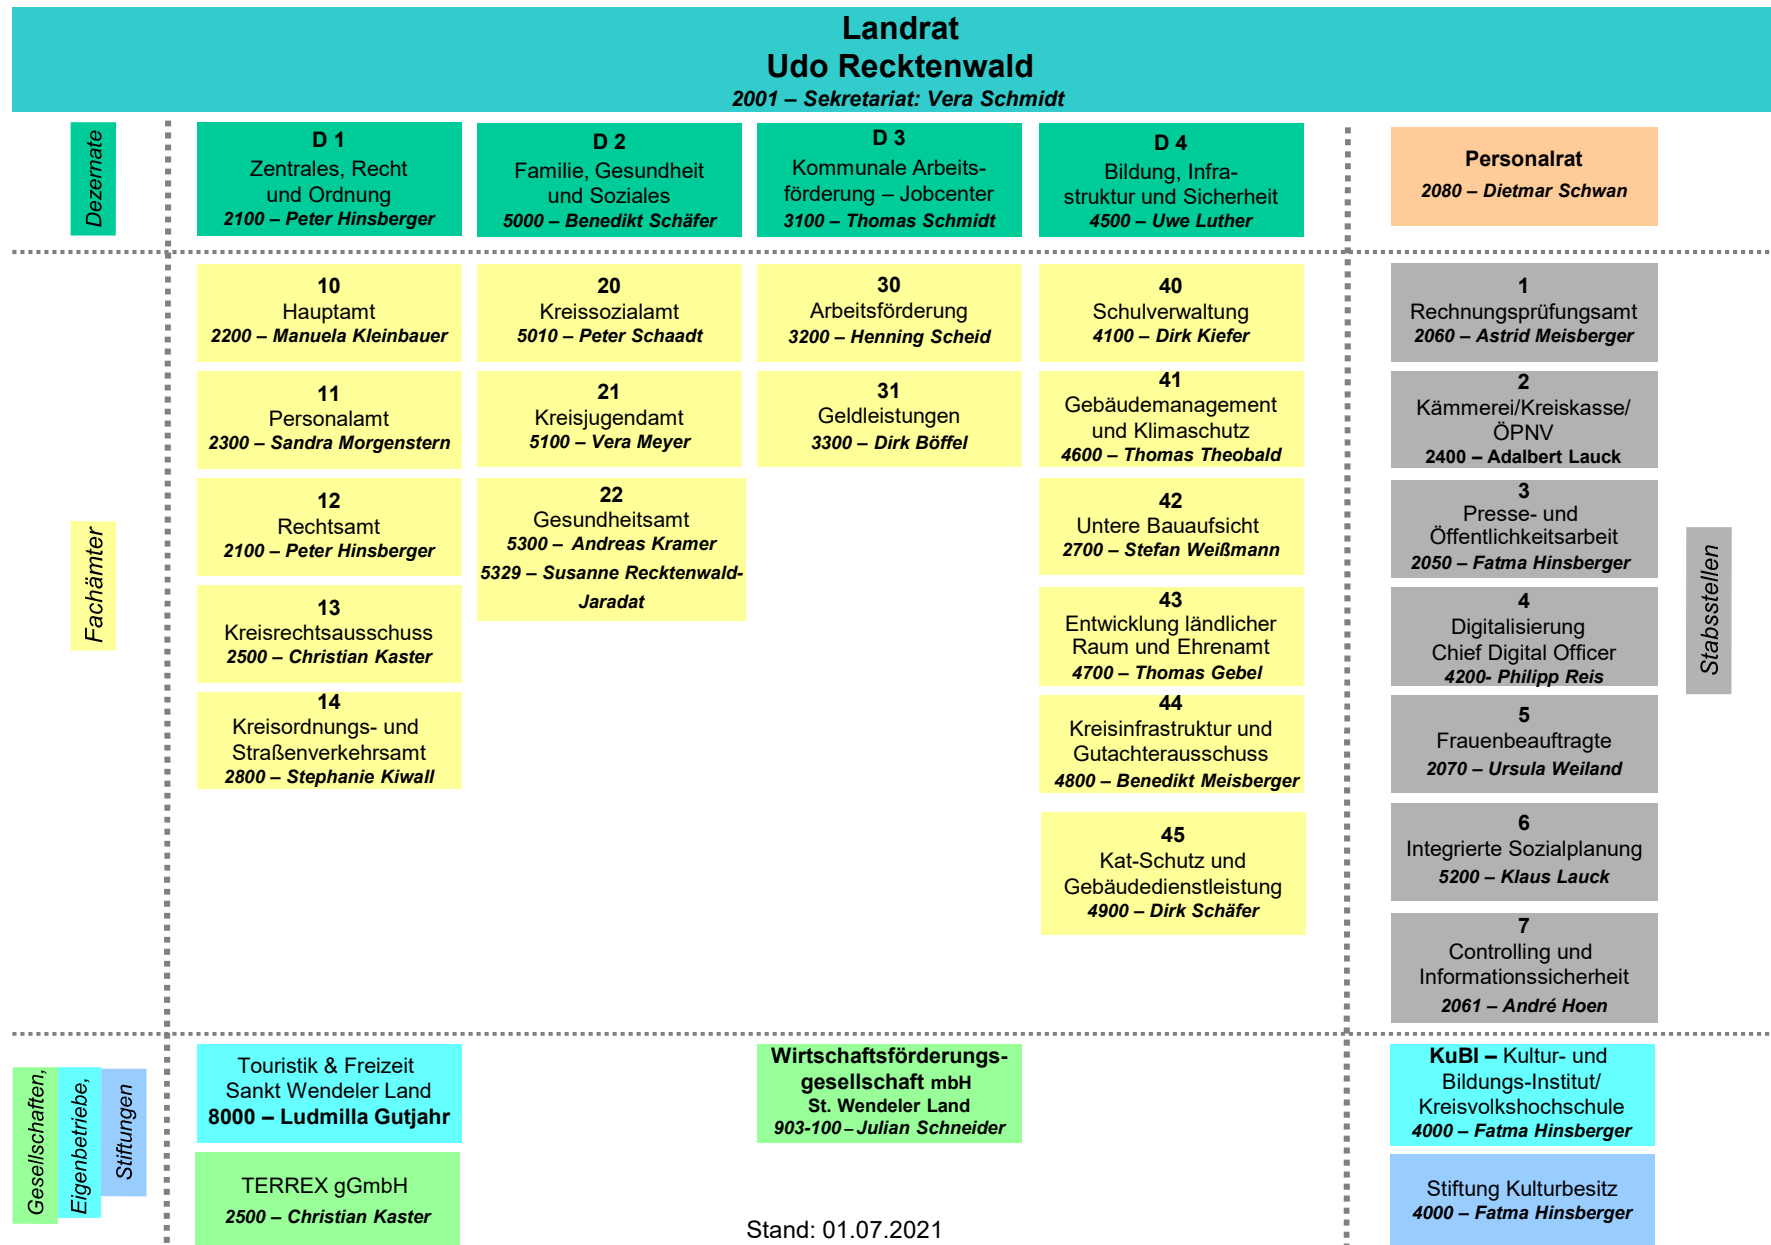 Landrat
Udo Recktenwald
2001 – Sekretariat: Vera Schmidt
Dezernate
D 1
Zentrales, Recht
und Ordnung
2100 – Peter Hinsberger
D 2
Familie, Gesundheit
und Soziales
5000 – Benedikt Schäfer
D 3
Kommunale Arbeits-
förderung – Jobcenter
3100 – Thomas Schmidt
D 4
Bildung, Infra-
struktur und Sicherheit
4500 – Uwe Luther
Personalrat
2080 – Dietmar Schwan
Fachämter
10
Hauptamt
2200 – Manuela Kleinbauer
11
Personalamt
2300 – Sandra Morgenstern
12
Rechtsamt
2100 – Peter Hinsberger
13
Kreisrechtsausschuss
2500 – Christian Kaster
14
Kreisordnungs- und
Straßenverkehrsamt
2800 – Stephanie Kiwall
20
Kreissozialamt
5010 – Peter Schaadt
21
Kreisjugendamt
5100 – Vera Meyer
22
Gesundheitsamt
5300 – Andreas Kramer
5329 – Susanne Recktenwald-
Jaradat
30
Arbeitsförderung
3200 – Henning Scheid
31
Geldleistungen
3300 – Dirk Böffel
40
Schulverwaltung
4100 – Dirk Kiefer
41
Gebäudemanagement
und Klimaschutz
4600 – Thomas Theobald
42
Untere Bauaufsicht
2700 – Stefan Weißmann
43
Entwicklung ländlicher
Raum und Ehrenamt
4700 – Thomas Gebel
44
Kreisinfrastruktur und
Gutachterausschuss
4800 – Benedikt Meisberger
45
Kat-Schutz und
Gebäudedienstleistung
4900 – Dirk Schäfer
1
Rechnungsprüfungsamt
2060 – Astrid Meisberger
2
Kämmerei/Kreiskasse/
ÖPNV
2400 – Adalbert Lauck
3
Presse- und
Öffentlichkeitsarbeit
2050 – Fatma Hinsberger
4
Digitalisierung
Chief Digital Officer
4200- Philipp Reis
5
Frauenbeauftragte
2070 – Ursula Weiland
6
Integrierte Sozialplanung
5200 – Klaus Lauck
7
Controlling und
Informationssicherheit
2061 – André Hoen
Stabsstellen
Gesellschaften,
Eigenbetriebe,
Stiftungen
Touristik & Freizeit
Sankt Wendeler Land
8000 – Ludmilla Gutjahr
TERREX gGmbH
2500 – Christian Kaster
Wirtschaftsförderungs-
gesellschaft mbH
St. Wendeler Land
903-100 – Julian Schneider
KuBI – Kultur- und
Bildungs-Institut/
Kreisvolkshochschule
4000 – Fatma Hinsberger
Stiftung Kulturbesitz
4000 – Fatma Hinsberger
Stand: 01.07.2021